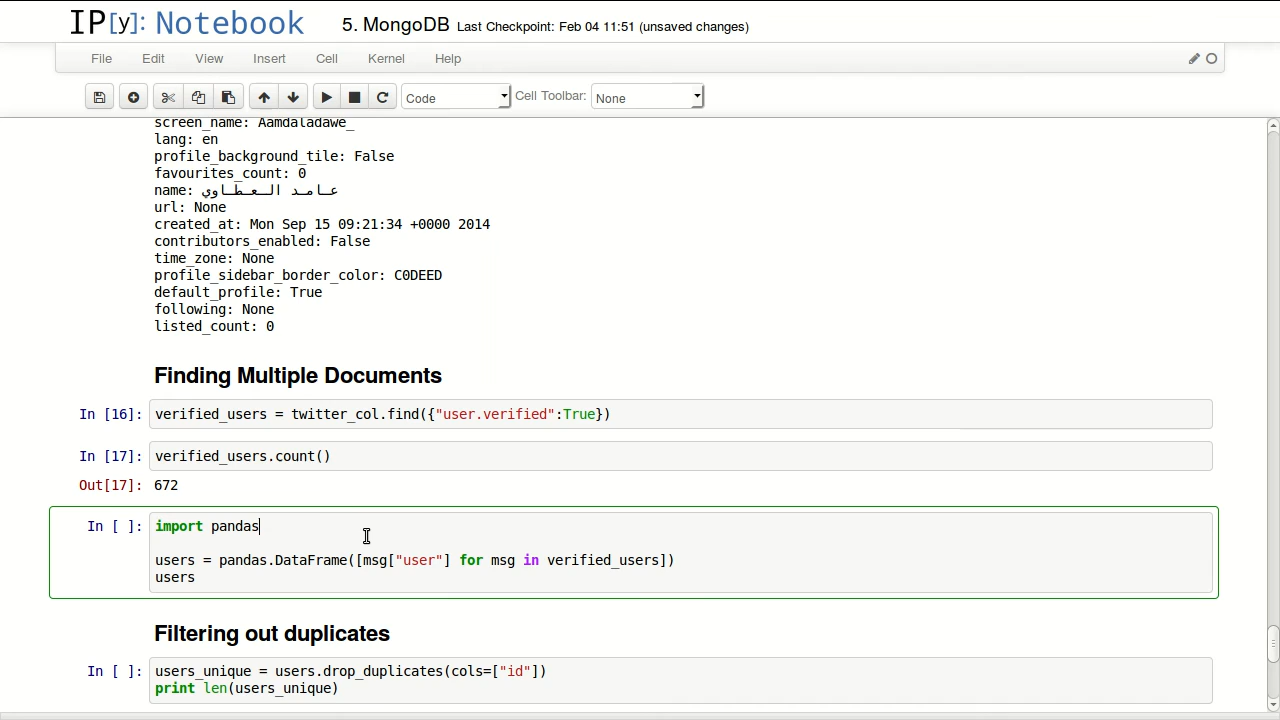 IP[y]: Notebook 5. MongoDB Last Checkpoint: Feb 04 11:51 (unsaved changes)
File Edit View Insert Cell Kernel Help
Code Cell Toolbar: None
screen_name: Aamdaladawe_
lang: en
profile_background_tile: False
favourites_count: 0
name: عـامـد الـعـطـاوي
url: None
created_at: Mon Sep 15 09:21:34 +0000 2014
contributors_enabled: False
time_zone: None
profile_sidebar_border_color: C0DEED
default_profile: True
following: None
listed_count: 0
Finding Multiple Documents
In [16]: verified_users = twitter_col.find({"user.verified":True})
In [17]: verified_users.count()
Out[17]: 672
In [ ]: import pandas
users = pandas.DataFrame([msg["user"] for msg in verified_users])
users
Filtering out duplicates
In [ ]: users_unique = users.drop_duplicates(cols=["id"])
print len(users_unique)